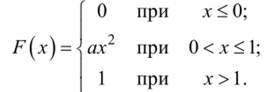 0 при x ≤ 0;
F(x) = { ax² при 0 < x ≤ 1;
1 при x > 1.